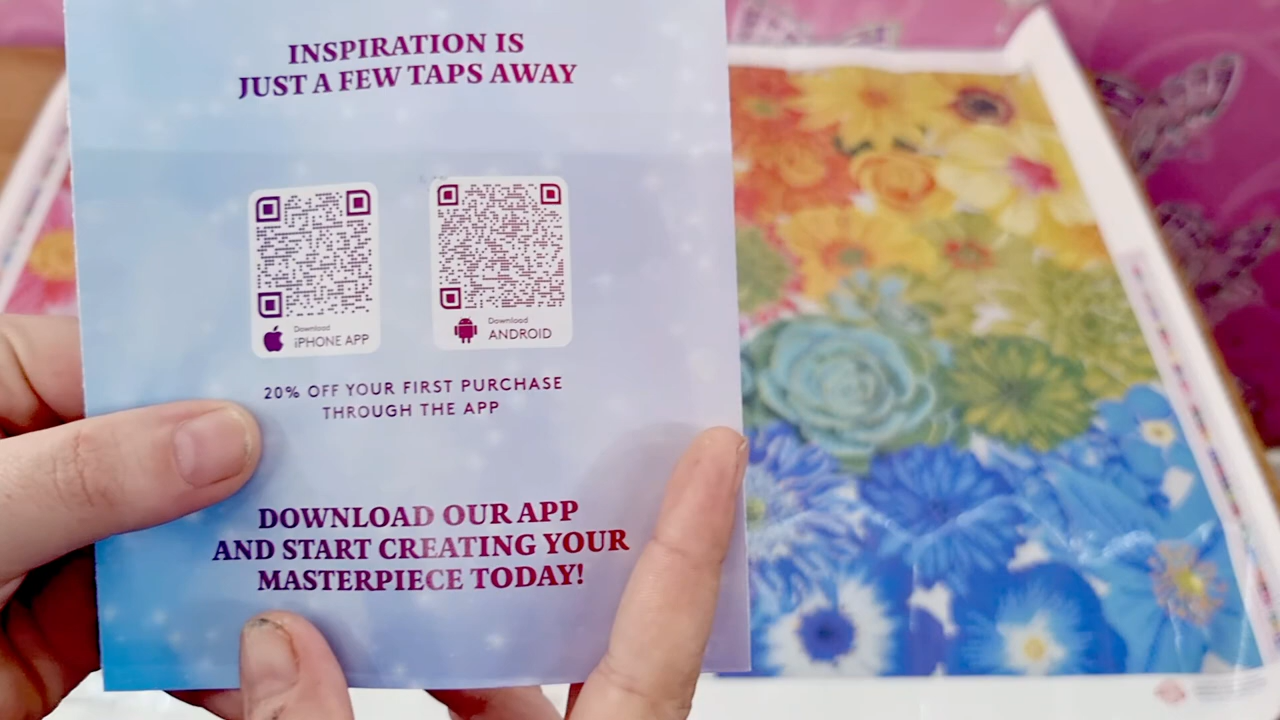 INSPIRATION IS
JUST A FEW TAPS AWAY
Download
iPHONE APP
Download
ANDROID
20% OFF YOUR FIRST PURCHASE
THROUGH THE APP
DOWNLOAD OUR APP
AND START CREATING YOUR
MASTERPIECE TODAY!